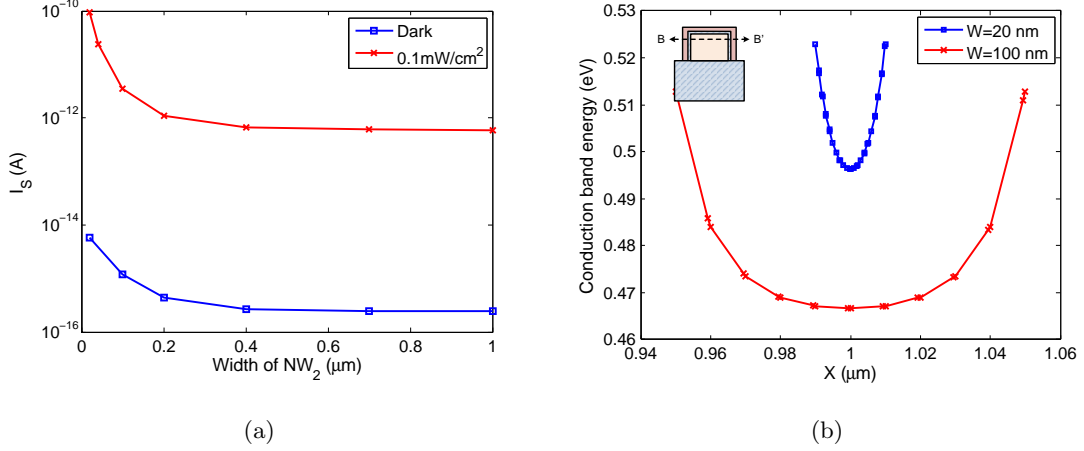 10⁻¹⁰
10⁻¹²
10⁻¹⁴
10⁻¹⁶
I_S (A)
Dark
0.1mW/cm²
0 0.2 0.4 0.6 0.8 1
Width of NW₂ (μm)
(a)
0.53
0.52
0.51
0.5
0.49
0.48
0.47
0.46
Conduction band energy (eV)
B B'
W=20 nm
W=100 nm
0.94 0.96 0.98 1 1.02 1.04 1.06
X (μm)
(b)